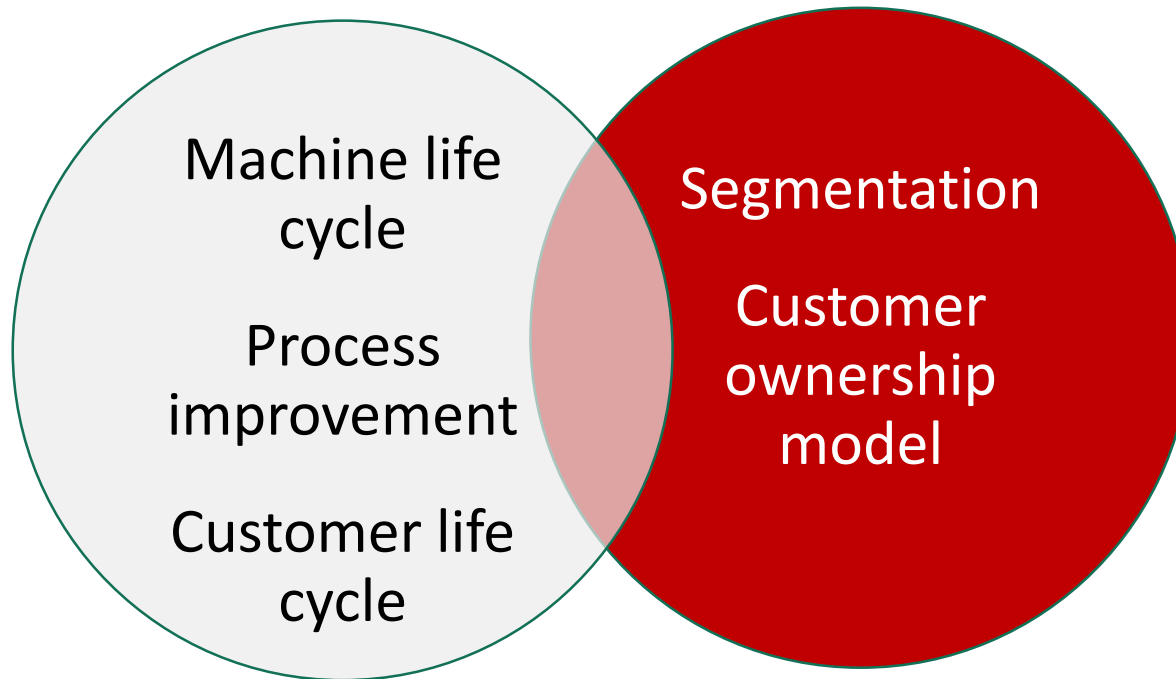 Machine life
cycle
Process
improvement
Customer life
cycle
Segmentation
Customer
ownership
model